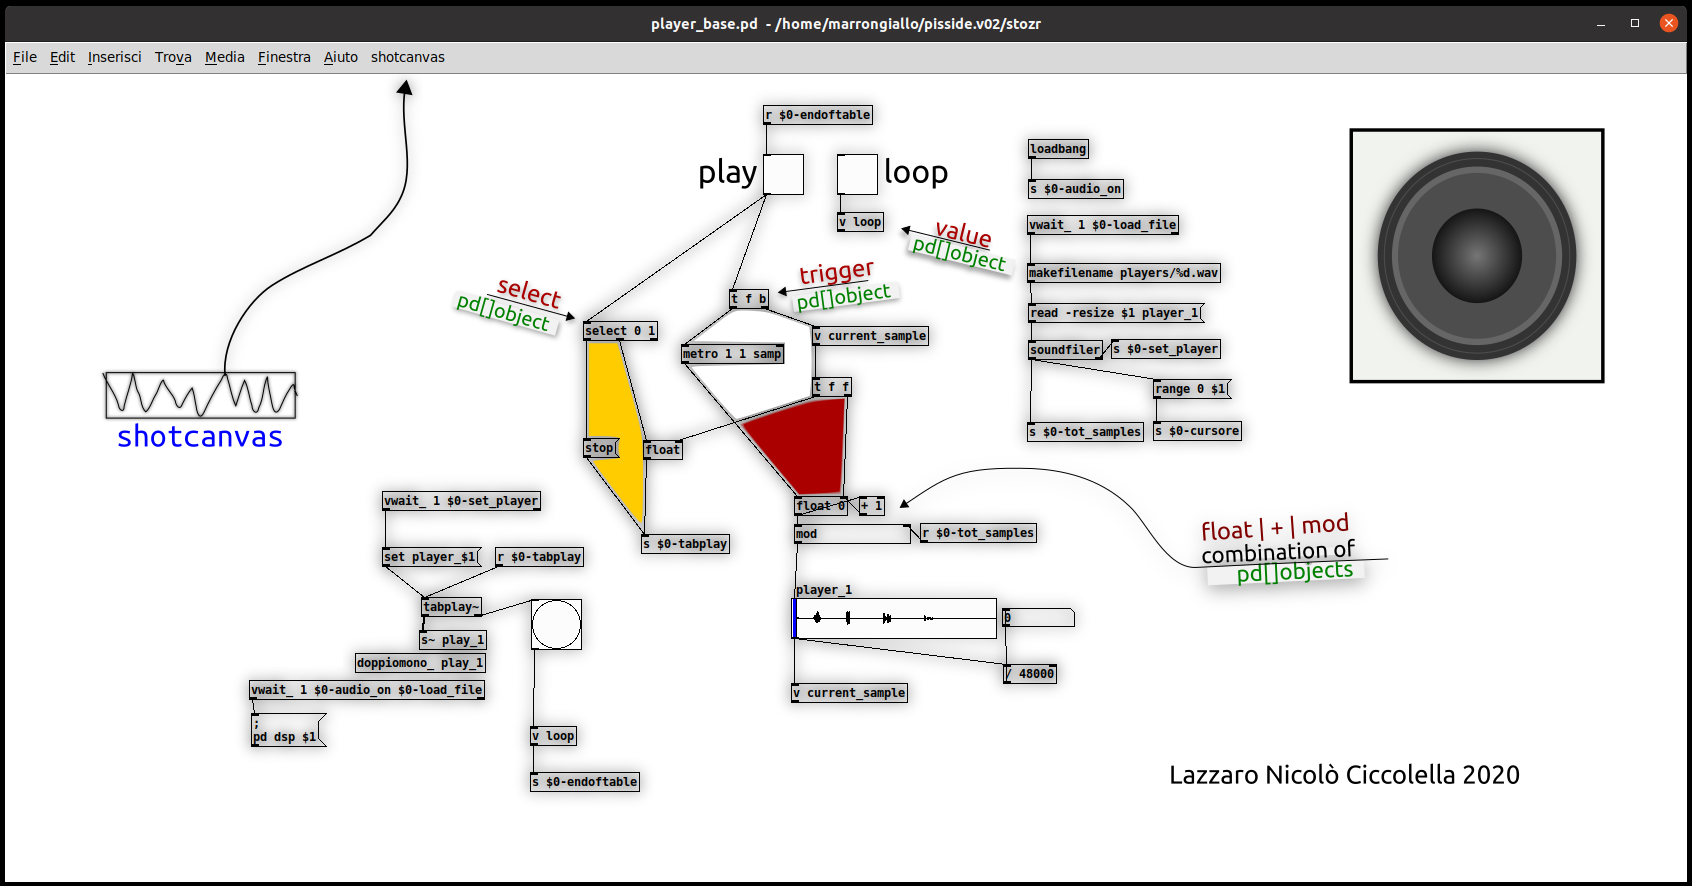 player_base.pd - /home/marrongiallo/pisside.v02/stozr
File Edit Inserisci Trova Media Finestra Aiuto shotcanvas
r $0-endoftable
play
loop
v loop
value
pd[]object
trigger
pd[]object
select
pd[]object
t f b
select 0 1
metro 1 1 samp
v current_sample
t f f
stop
float
s $0-tabplay
float 0
+ 1
mod
r $0-tot_samples
player_1
0
/ 48000
v current_sample
loadbang
s $0-audio_on
vwait_ 1 $0-load_file
makefilename players/%d.wav
read -resize $1 player_1
soundfiler
s $0-set_player
range 0 $1
s $0-tot_samples
s $0-cursore
float | + | mod
combination of
pd[]objects
shotcanvas
vwait_ 1 $0-set_player
set player_$1
r $0-tabplay
tabplay~
s~ play_1
doppiomono_ play_1
vwait_ 1 $0-audio_on $0-load_file
;
pd dsp $1
v loop
s $0-endoftable
Lazzaro Nicolò Ciccolella 2020